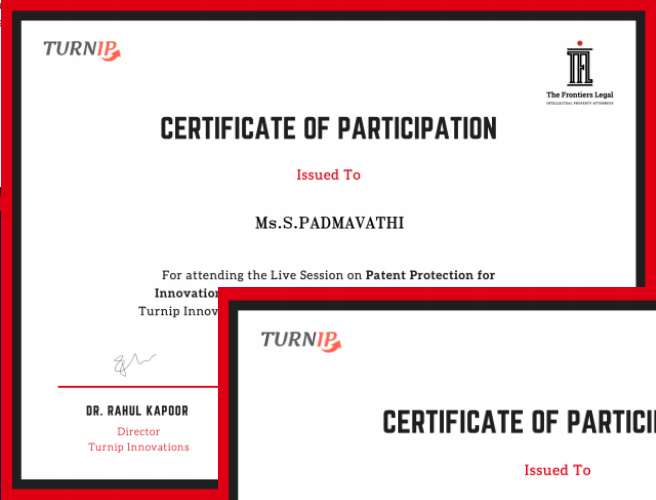 TURNIP
The Frontiers Legal
INTELLECTUAL PROPERTY ATTORNEYS
CERTIFICATE OF PARTICIPATION
Issued To
Ms.S.PADMAVATHI
For attending the Live Session on Patent Protection for
Innovation
Turnip Innov
DR. RAHUL KAPOOR
Director
Turnip Innovations
TURNIP
CERTIFICATE OF PARTICI
Issued To